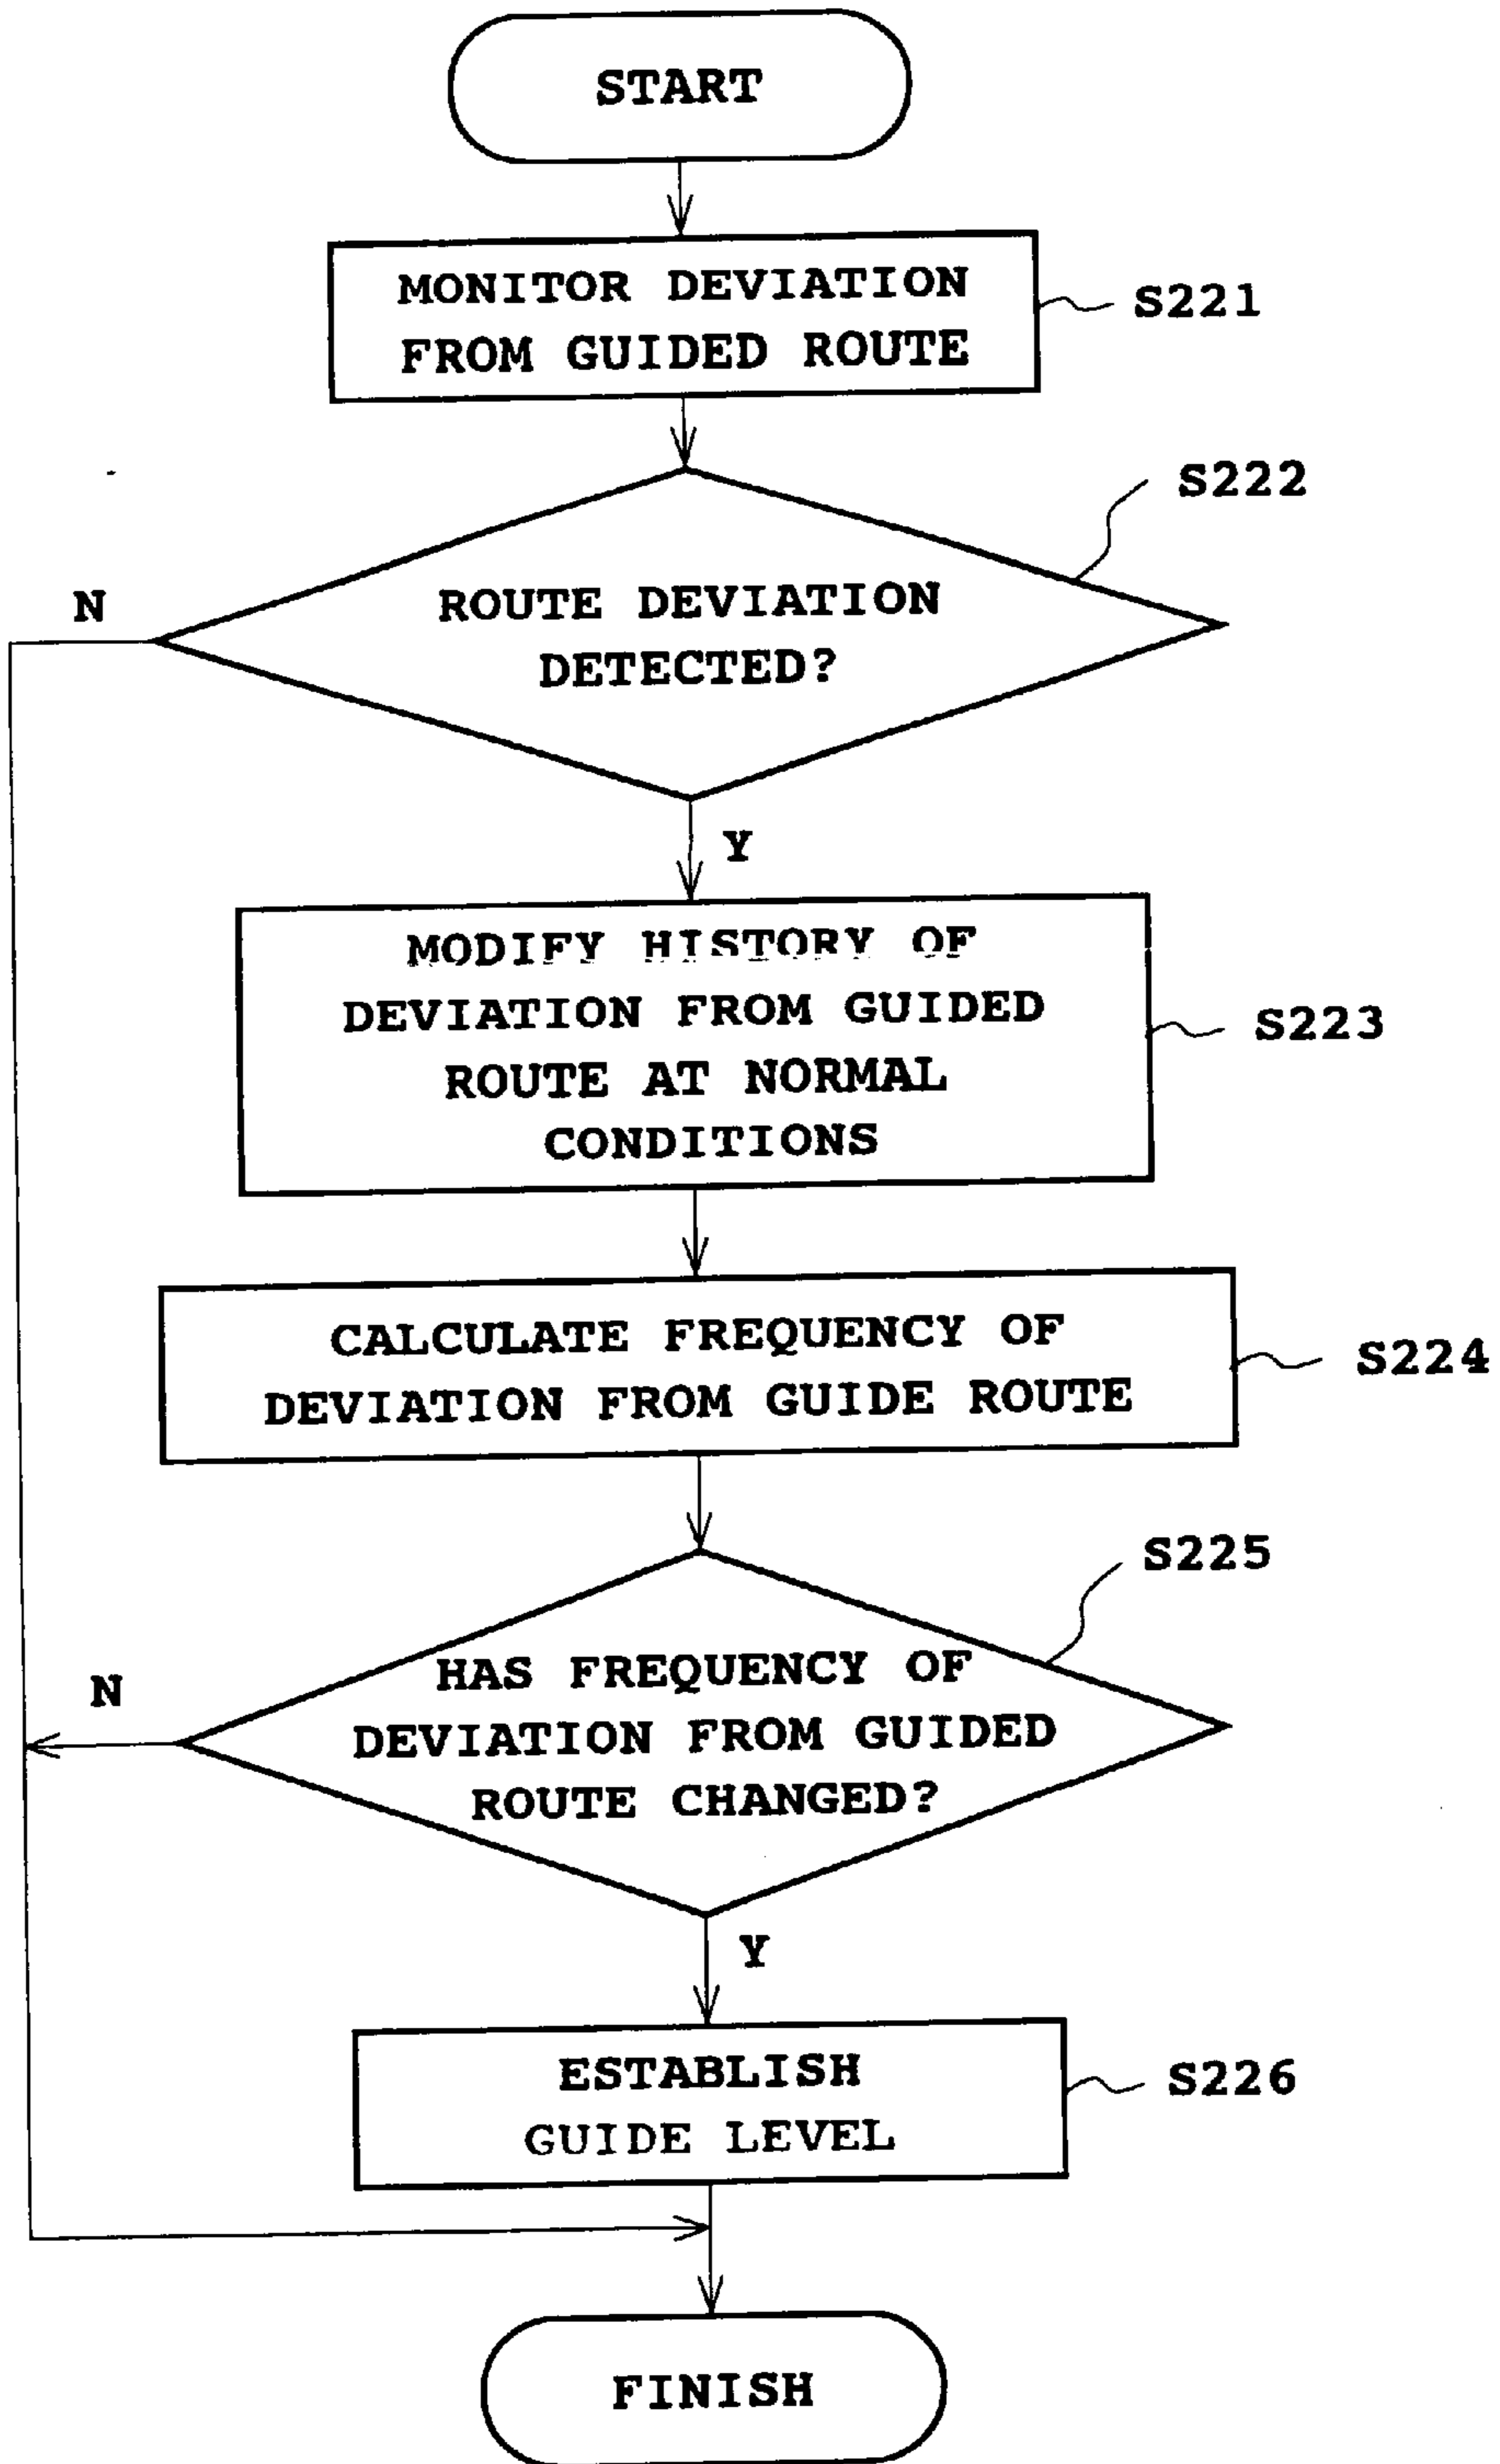 START
MONITOR DEVIATION
FROM GUIDED ROUTE
S221
S222
N
ROUTE DEVIATION
DETECTED?
Y
MODIFY HISTORY OF
DEVIATION FROM GUIDED
ROUTE AT NORMAL
CONDITIONS
S223
CALCULATE FREQUENCY OF
DEVIATION FROM GUIDE ROUTE
S224
S225
N
HAS FREQUENCY OF
DEVIATION FROM GUIDED
ROUTE CHANGED?
Y
ESTABLISH
GUIDE LEVEL
S226
FINISH